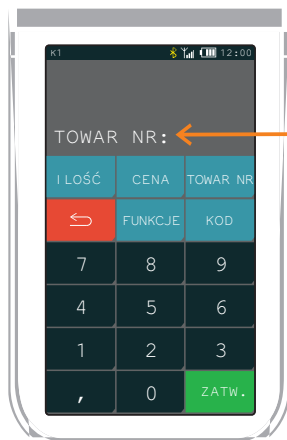 K1 12:00
TOWAR NR:
ILOŚĆ CENA TOWAR NR
FUNKCJE KOD
7 8 9
4 5 6
1 2 3
, 0 ZATW.